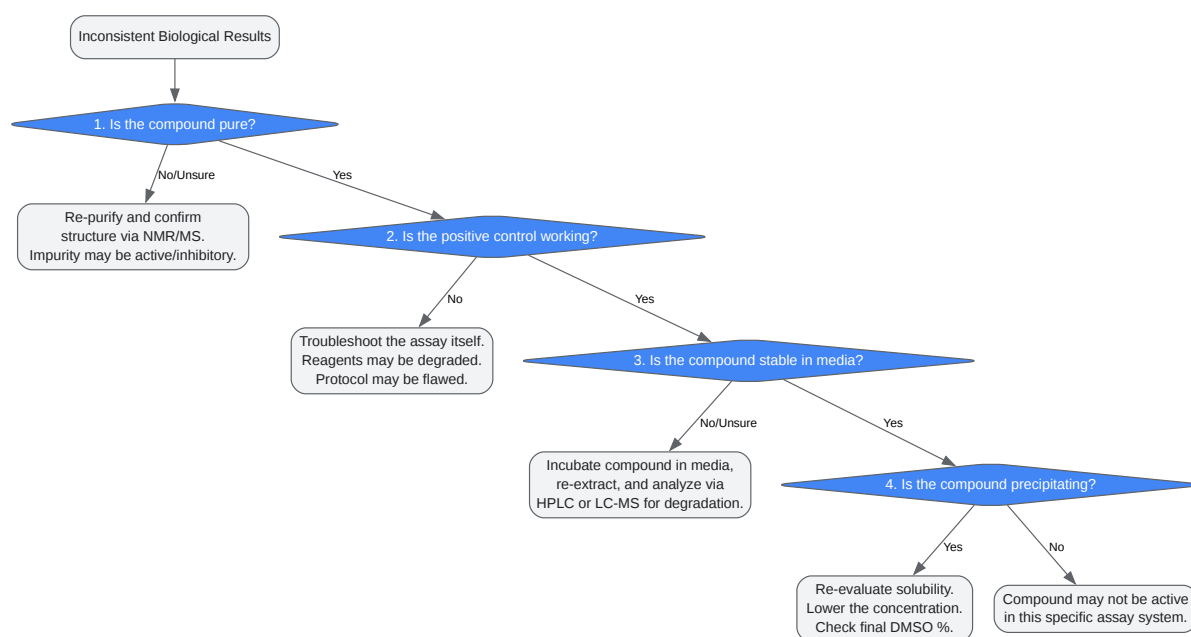 Inconsistent Biological Results
1. Is the compound pure?
No/Unsure
Yes
Re-purify and confirm
structure via NMR/MS.
Impurity may be active/inhibitory.
2. Is the positive control working?
No
Yes
Troubleshoot the assay itself.
Reagents may be degraded.
Protocol may be flawed.
3. Is the compound stable in media?
No/Unsure
Yes
Incubate compound in media,
re-extract, and analyze via
HPLC or LC-MS for degradation.
4. Is the compound precipitating?
Yes
No
Re-evaluate solubility.
Lower the concentration.
Check final DMSO %.
Compound may not be active
in this specific assay system.